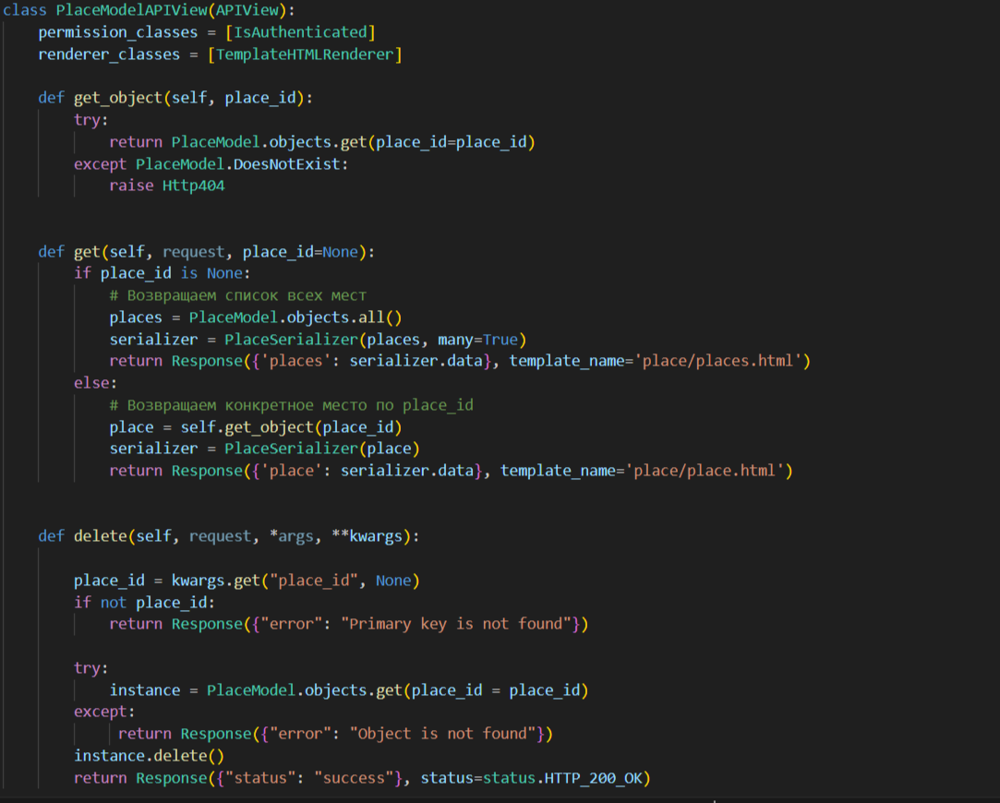 class PlaceModelAPIView(APIView):
    permission_classes = [IsAuthenticated]
    renderer_classes = [TemplateHTMLRenderer]
    def get_object(self, place_id):
        try:
            return PlaceModel.objects.get(place_id=place_id)
        except PlaceModel.DoesNotExist:
            raise Http404
    def get(self, request, place_id=None):
        if place_id is None:
            # Возвращаем список всех мест
            places = PlaceModel.objects.all()
            serializer = PlaceSerializer(places, many=True)
            return Response({'places': serializer.data}, template_name='place/places.html')
        else:
            # Возвращаем конкретное место по place_id
            place = self.get_object(place_id)
            serializer = PlaceSerializer(place)
            return Response({'place': serializer.data}, template_name='place/place.html')
    def delete(self, request, *args, **kwargs):
        place_id = kwargs.get("place_id", None)
        if not place_id:
            return Response({"error": "Primary key is not found"})
        try:
            instance = PlaceModel.objects.get(place_id = place_id)
        except:
             return Response({"error": "Object is not found"})
        instance.delete()
        return Response({"status": "success"}, status=status.HTTP_200_OK)